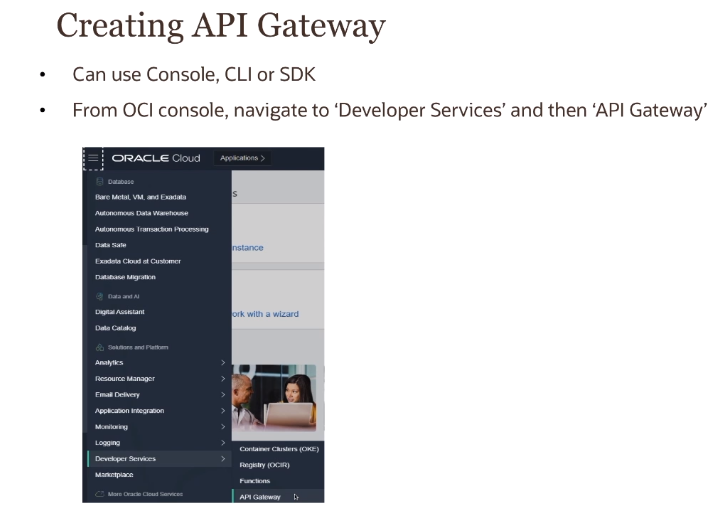 Creating API Gateway
• Can use Console, CLI or SDK
• From OCI console, navigate to ‘Developer Services’ and then ‘API Gateway’
ORACLE Cloud
Applications >
Database
Bare Metal, VM, and Exadata
Autonomous Data Warehouse
Autonomous Transaction Processing
Data Safe
Exadata Cloud at Customer
Database Migration
Data and AI
Digital Assistant
Data Catalog
Solutions and Platform
Analytics >
Resource Manager >
Email Delivery >
Application Integration >
Monitoring >
Logging >
Developer Services >
Marketplace
More Oracle Cloud Services
s
nstance
ork with a wizard
Container Clusters (OKE)
Registry (OCIR)
Functions
API Gateway